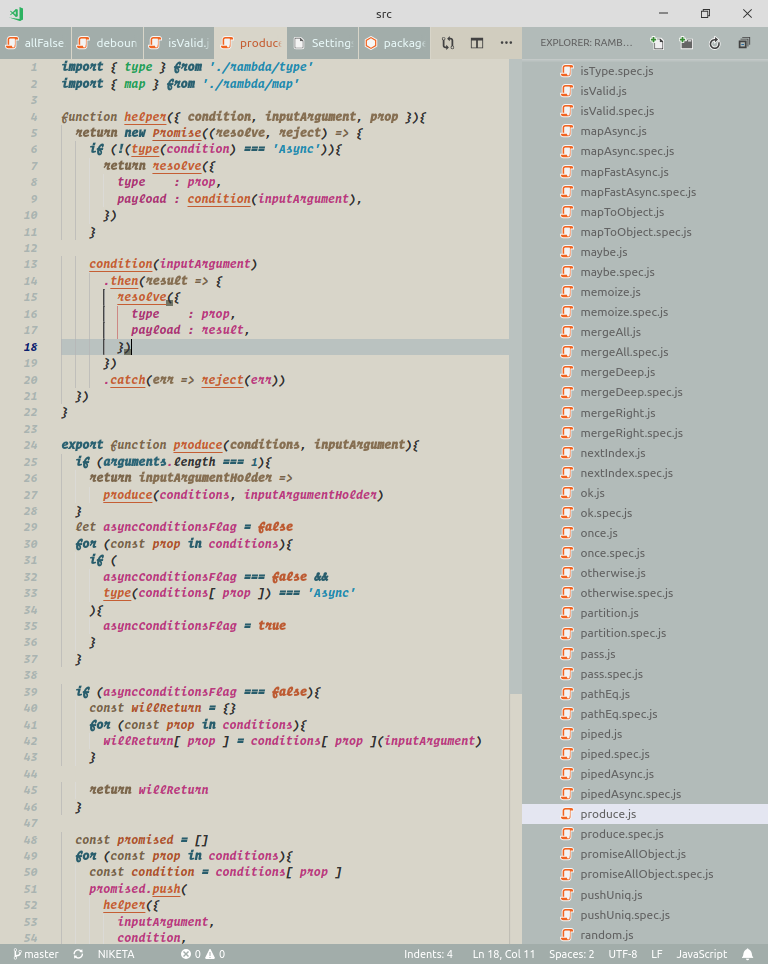 src
allFalse
deboun
isValid.j
produc
Setting:
packag
EXPLORER: RAMB...
1 import { type } from './rambda/type'
2 import { map } from './rambda/map'
3
4 function helper({ condition, inputArgument, prop }){
5 return new Promise((resolve, reject) => {
6 if (!(type(condition) === 'Async')){
7 return resolve({
8 type : prop,
9 payload : condition(inputArgument),
10 })
11 }
12
13 condition(inputArgument)
14 .then(result => {
15 resolve({
16 type : prop,
17 payload : result,
18 })
19 })
20 .catch(err => reject(err))
21 })
22 }
23
24 export function produce(conditions, inputArgument){
25 if (arguments.length === 1){
26 return inputArgumentHolder =>
27 produce(conditions, inputArgumentHolder)
28 }
29 let asyncConditionsFlag = false
30 for (const prop in conditions){
31 if (
32 asyncConditionsFlag === false &&
33 type(conditions[ prop ]) === 'Async'
34 ){
35 asyncConditionsFlag = true
36 }
37 }
38
39 if (asyncConditionsFlag === false){
40 const willReturn = {}
41 for (const prop in conditions){
42 willReturn[ prop ] = conditions[ prop ](inputArgument)
43 }
44
45 return willReturn
46 }
47
48 const promised = []
49 for (const prop in conditions){
50 const condition = conditions[ prop ]
51 promised.push(
52 helper({
53 inputArgument,
54 condition,
isType.spec.js
isValid.js
isValid.spec.js
mapAsync.js
mapAsync.spec.js
mapFastAsync.js
mapFastAsync.spec.js
mapToObject.js
mapToObject.spec.js
maybe.js
maybe.spec.js
memoize.js
memoize.spec.js
mergeAll.js
mergeAll.spec.js
mergeDeep.js
mergeDeep.spec.js
mergeRight.js
mergeRight.spec.js
nextIndex.js
nextIndex.spec.js
ok.js
ok.spec.js
once.js
once.spec.js
otherwise.js
otherwise.spec.js
partition.js
partition.spec.js
pass.js
pass.spec.js
pathEq.js
pathEq.spec.js
piped.js
piped.spec.js
pipedAsync.js
pipedAsync.spec.js
produce.js
produce.spec.js
promiseAllObject.js
promiseAllObject.spec.js
pushUniq.js
pushUniq.spec.js
random.js
master NIKETA 0 0 Indents: 4 Ln 18, Col 11 Spaces: 2 UTF-8 LF JavaScript